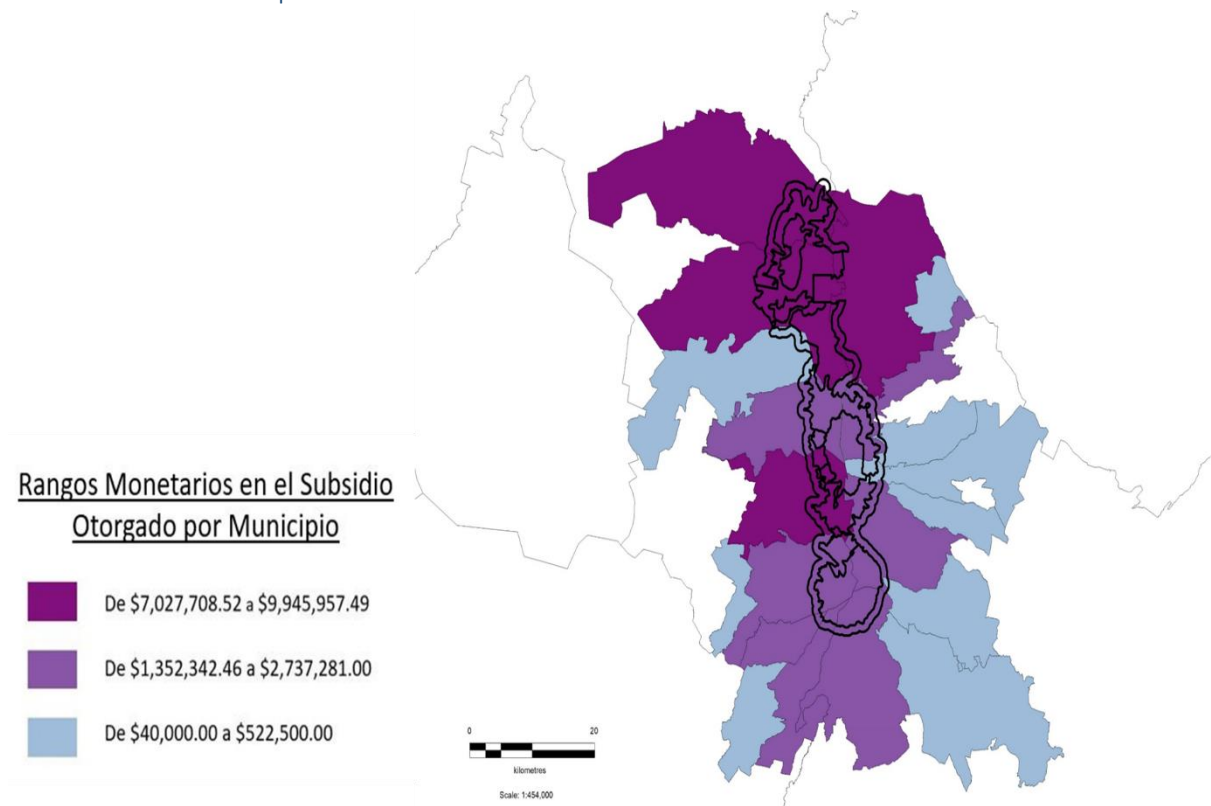 Rangos Monetarios en el Subsidio
Otorgado por Municipio
De $7,027,708.52 a $9,945,957.49
De $1,352,342.46 a $2,737,281.00
De $40,000.00 a $522,500.00
0 20
kilometres
Scale: 1:454,000